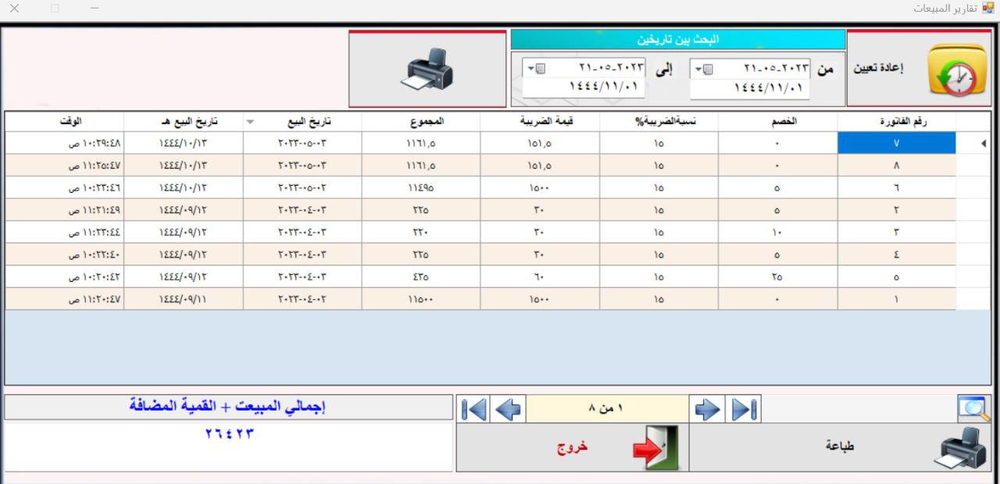 تقارير المبيعات
إعادة تعيين
البحث بين تاريخين
من ٢٠٢٣-٠٥-٢١ إلى ٢٠٢٣-٠٥-٢١
١٤٤٤/١١/٠١ ١٤٤٤/١١/٠١
رقم الفاتورة الخصم نسبةالضريبة% قيمة الضريبة المجموع تاريخ البيع تاريخ البيع هـ الوقت
٧ ٠ ١٥ ١٥١,٥ ١١٦١,٥ ٢٠٢٣-٠٥-٠٣ ١٤٤٤/١٠/١٣ ١٠:٢٩:٤٨ ص
٨ ٠ ١٥ ١٥١,٥ ١١٦١,٥ ٢٠٢٣-٠٥-٠٣ ١٤٤٤/١٠/١٣ ١١:٢٥:٤٧ ص
٦ ٥ ١٥ ١٥٠٠ ١١٤٩٥ ٢٠٢٣-٠٥-٠٢ ١٤٤٤/١٠/١٢ ١٠:٢٣:٤٦ ص
٢ ٥ ١٥ ٣٠ ٢٢٥ ٢٠٢٣-٠٤-٠٣ ١٤٤٤/٠٩/١٢ ١١:٢١:٤٩ ص
٣ ١٠ ١٥ ٣٠ ٢٢٠ ٢٠٢٣-٠٤-٠٣ ١٤٤٤/٠٩/١٢ ١١:٢٣:٤٤ ص
٤ ٥ ١٥ ٣٠ ٢٢٥ ٢٠٢٣-٠٤-٠٣ ١٤٤٤/٠٩/١٢ ١٠:٢٢:٤٠ ص
٥ ٢٥ ١٥ ٦٠ ٤٣٥ ٢٠٢٣-٠٤-٠٣ ١٤٤٤/٠٩/١٢ ١٠:٢٠:٤٢ ص
١ ٠ ١٥ ١٥٠٠ ١١٥٠٠ ٢٠٢٣-٠٤-٠٢ ١٤٤٤/٠٩/١١ ١١:٢٠:٤٧ ص
١ من ٨
إجمالي المبيعت + القمية المضافة
٢٦٤٢٣
طباعة
خروج